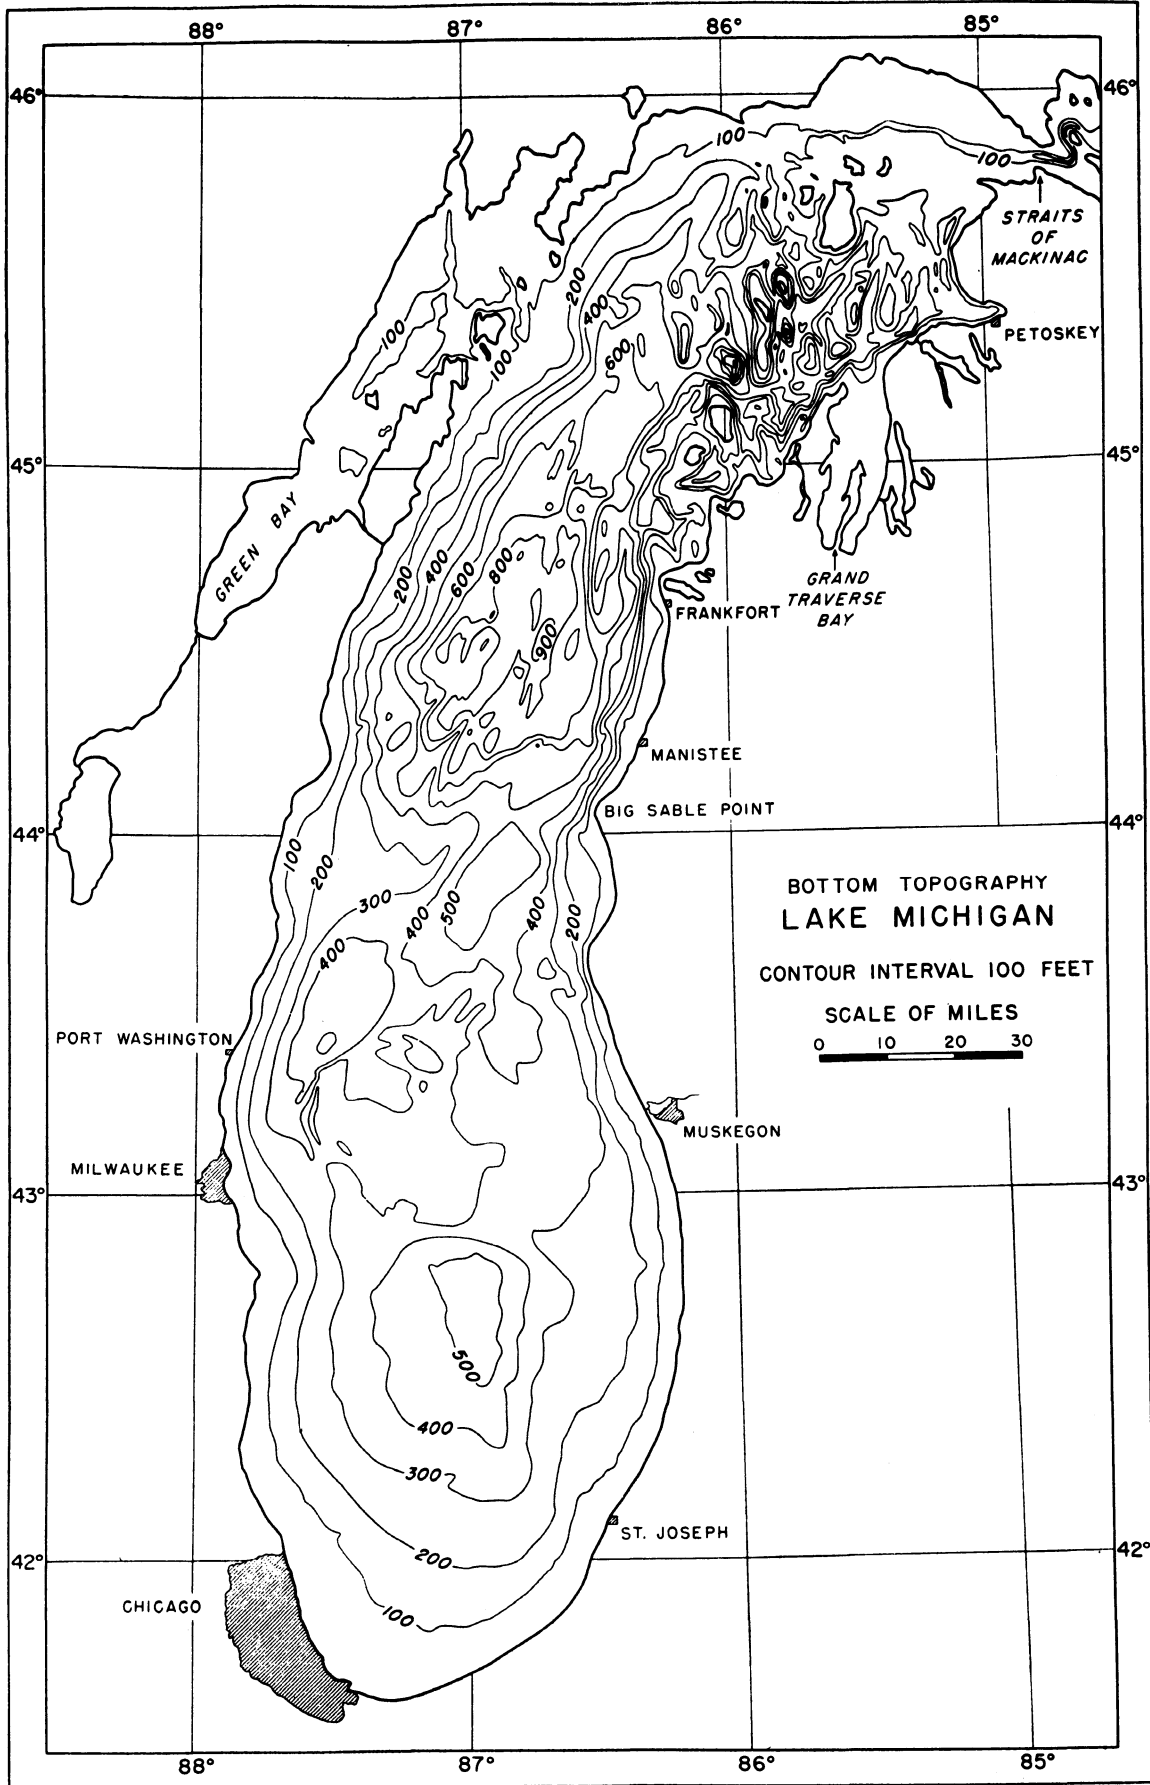 88° 87° 86° 85°
46° 46°
100
100
STRAITS
OF
MACKINAC
200
400
100
600
100
PETOSKEY
45° 45°
GREEN BAY
200
400
600
800
900
GRAND
TRAVERSE
BAY
FRANKFORT
MANISTEE
BIG SABLE POINT
44° 44°
100
200
300
400
500
400
200
400
BOTTOM TOPOGRAPHY
LAKE MICHIGAN
CONTOUR INTERVAL 100 FEET
SCALE OF MILES
0 10 20 30
PORT WASHINGTON
MUSKEGON
MILWAUKEE
43° 43°
500
400
300
ST. JOSEPH
200
42° 42°
CHICAGO
100
88° 87° 86° 85°